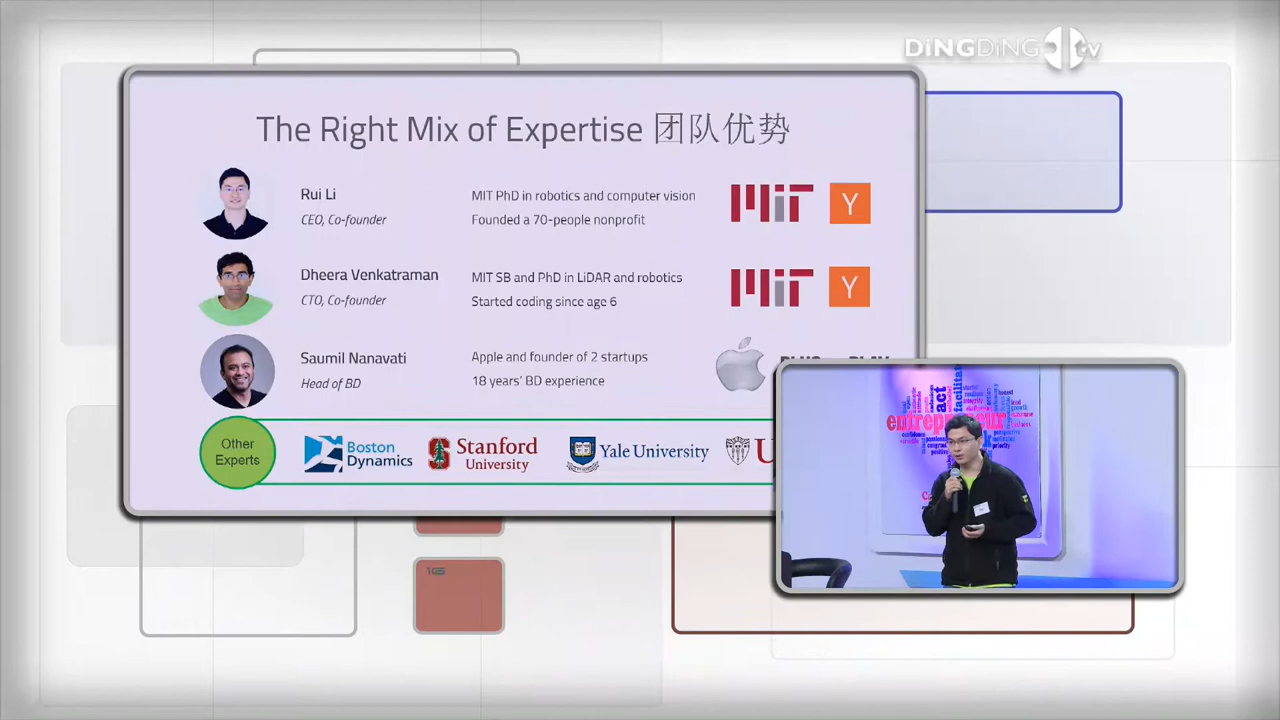 DiNGDiNG tv
The Right Mix of Expertise 团队优势
Rui Li
CEO, Co-founder
MIT PhD in robotics and computer vision
Founded a 70-people nonprofit
MIT
Y
Dheera Venkatraman
CTO, Co-founder
MIT SB and PhD in LiDAR and robotics
Started coding since age 6
MIT
Y
Saumil Nanavati
Head of BD
Apple and founder of 2 startups
18 years' BD experience
Other
Experts
Boston
Dynamics
Stanford
University
Yale University
facilitat
act
entrepreneur